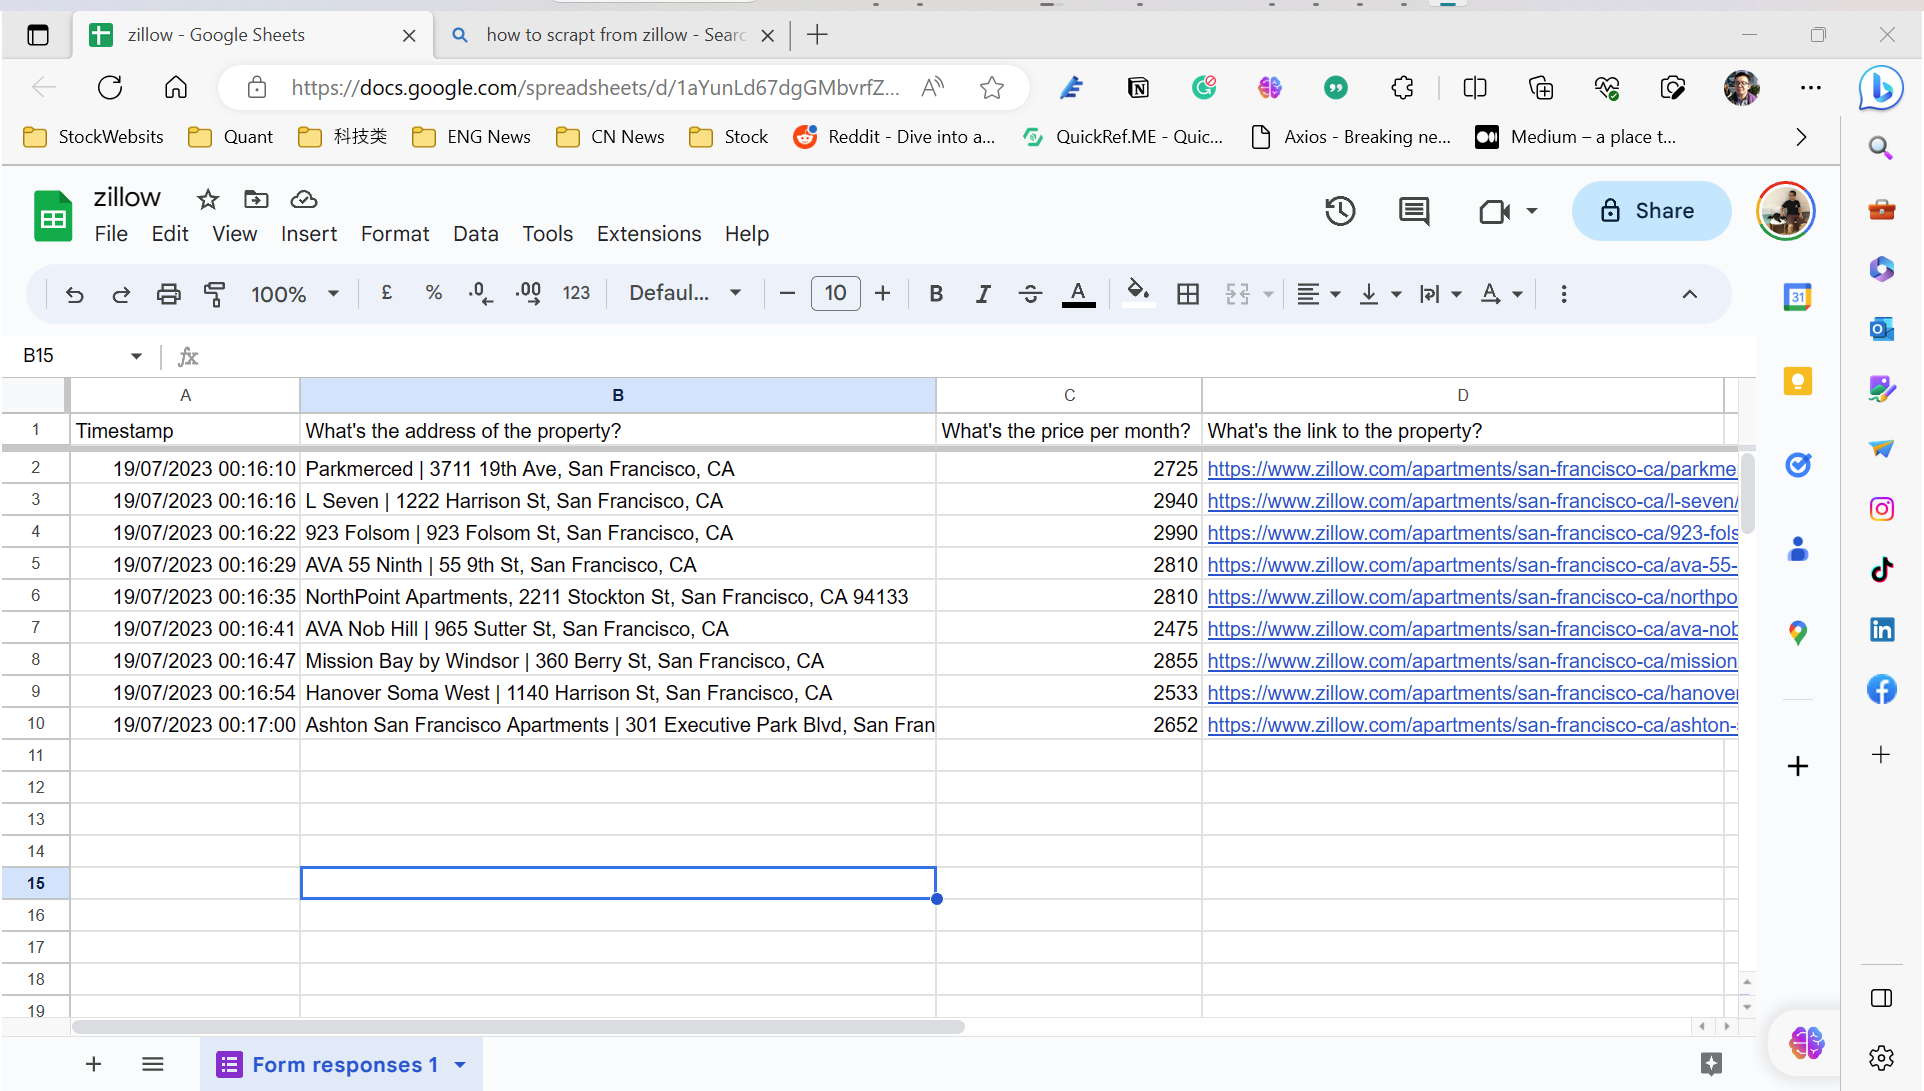 zillow - Google Sheets
how to scrapt from zillow - Searc
https://docs.google.com/spreadsheets/d/1aYunLd67dgGMbvrfZ...
StockWebsits
Quant
科技类
ENG News
CN News
Stock
Reddit - Dive into a...
QuickRef.ME - Quic...
Axios - Breaking ne...
Medium – a place t...
zillow
File Edit View Insert Format Data Tools Extensions Help
Share
100% £ % .0 .00 123 Defaul... 10 B I A A
31
B15 fx
A B C D
1 Timestamp What's the address of the property? What's the price per month? What's the link to the property?
2 19/07/2023 00:16:10 Parkmerced | 3711 19th Ave, San Francisco, CA 2725 https://www.zillow.com/apartments/san-francisco-ca/parkme
3 19/07/2023 00:16:16 L Seven | 1222 Harrison St, San Francisco, CA 2940 https://www.zillow.com/apartments/san-francisco-ca/l-seven/
4 19/07/2023 00:16:22 923 Folsom | 923 Folsom St, San Francisco, CA 2990 https://www.zillow.com/apartments/san-francisco-ca/923-fols
5 19/07/2023 00:16:29 AVA 55 Ninth | 55 9th St, San Francisco, CA 2810 https://www.zillow.com/apartments/san-francisco-ca/ava-55-
6 19/07/2023 00:16:35 NorthPoint Apartments, 2211 Stockton St, San Francisco, CA 94133 2810 https://www.zillow.com/apartments/san-francisco-ca/northpo
7 19/07/2023 00:16:41 AVA Nob Hill | 965 Sutter St, San Francisco, CA 2475 https://www.zillow.com/apartments/san-francisco-ca/ava-nob
8 19/07/2023 00:16:47 Mission Bay by Windsor | 360 Berry St, San Francisco, CA 2855 https://www.zillow.com/apartments/san-francisco-ca/mission
9 19/07/2023 00:16:54 Hanover Soma West | 1140 Harrison St, San Francisco, CA 2533 https://www.zillow.com/apartments/san-francisco-ca/hanover
10 19/07/2023 00:17:00 Ashton San Francisco Apartments | 301 Executive Park Blvd, San Fran 2652 https://www.zillow.com/apartments/san-francisco-ca/ashton-
11
12
13
14
15
16
17
18
19
Form responses 1